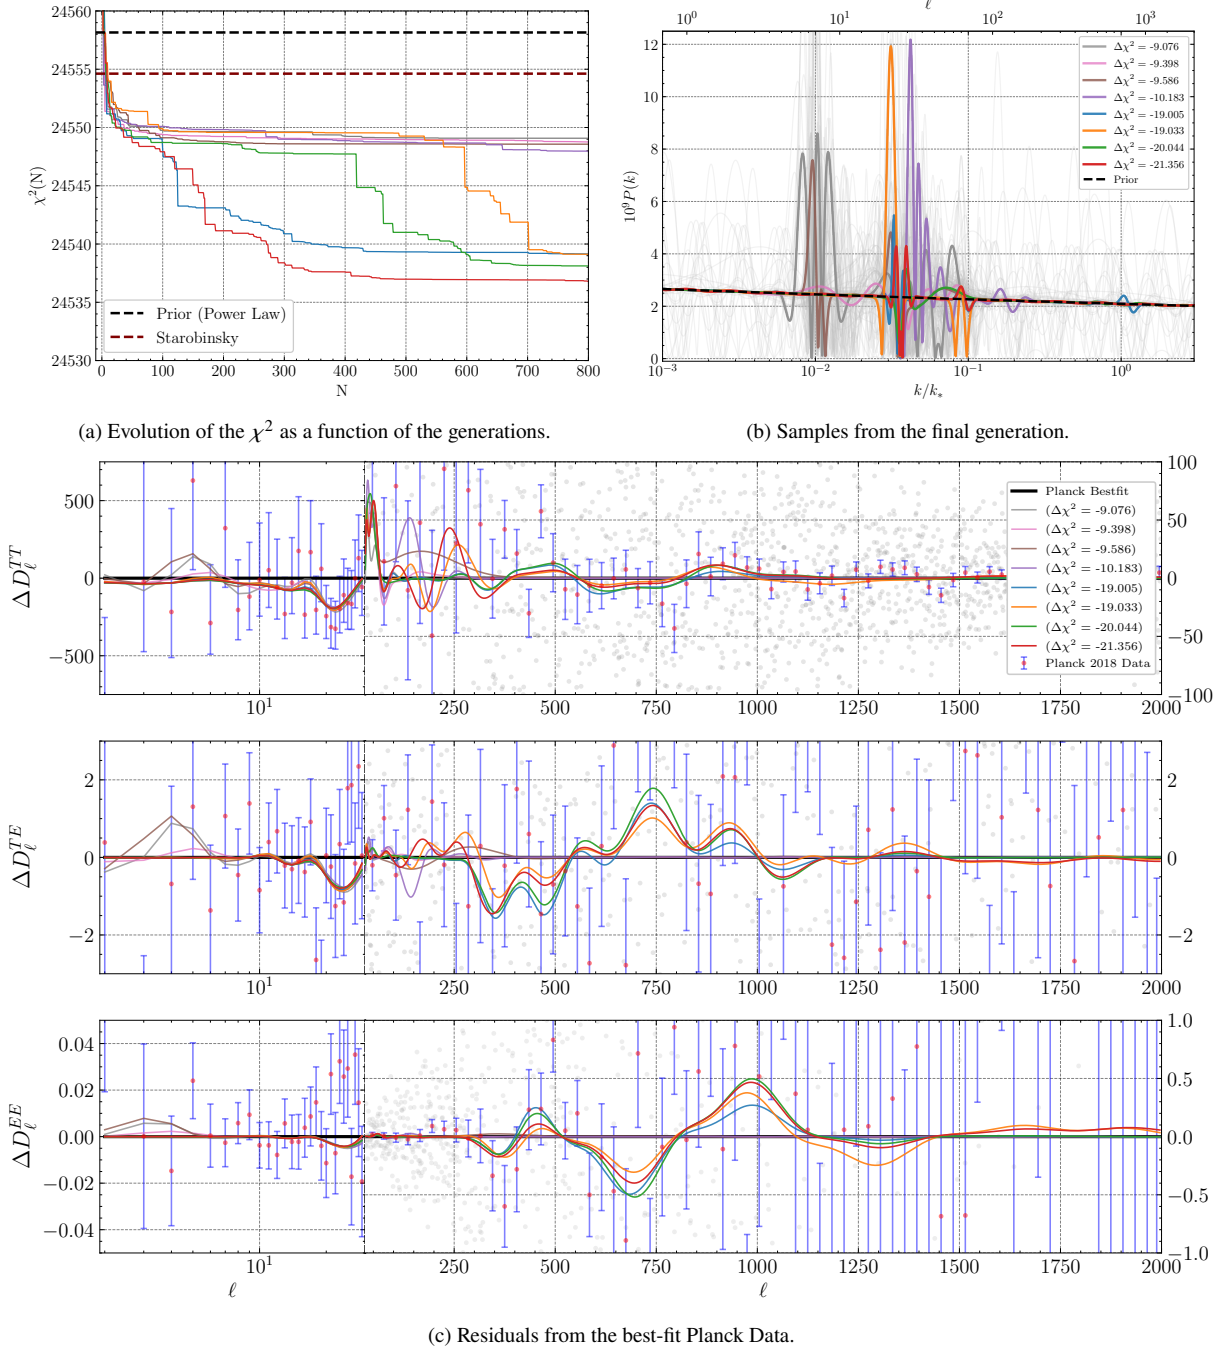 24560
24555
24550
24545
24540
24535
24530
χ²(N)
Prior (Power Law)
Starobinsky
0 100 200 300 400 500 600 700 800
N
ℓ
10⁰ 10¹ 10² 10³
12
10
8
6
4
2
0
10⁹P(k)
Δχ² = -9.076
Δχ² = -9.398
Δχ² = -9.586
Δχ² = -10.183
Δχ² = -19.005
Δχ² = -19.033
Δχ² = -20.044
Δχ² = -21.356
Prior
10⁻³ 10⁻² 10⁻¹ 10⁰
k/k∗
(a) Evolution of the χ² as a function of the generations.
(b) Samples from the final generation.
500
0
−500
ΔD_ℓ^TT
100
50
0
−50
−100
Planck Bestfit
(Δχ² = -9.076)
(Δχ² = -9.398)
(Δχ² = -9.586)
(Δχ² = -10.183)
(Δχ² = -19.005)
(Δχ² = -19.033)
(Δχ² = -20.044)
(Δχ² = -21.356)
Planck 2018 Data
10¹ 250 500 750 1000 1250 1500 1750 2000
2
0
−2
ΔD_ℓ^TE
2
0
−2
10¹ 250 500 750 1000 1250 1500 1750 2000
0.04
0.02
0.00
−0.02
−0.04
ΔD_ℓ^EE
1.0
0.5
0.0
−0.5
−1.0
10¹ 250 500 750 1000 1250 1500 1750 2000
ℓ ℓ
(c) Residuals from the best-fit Planck Data.